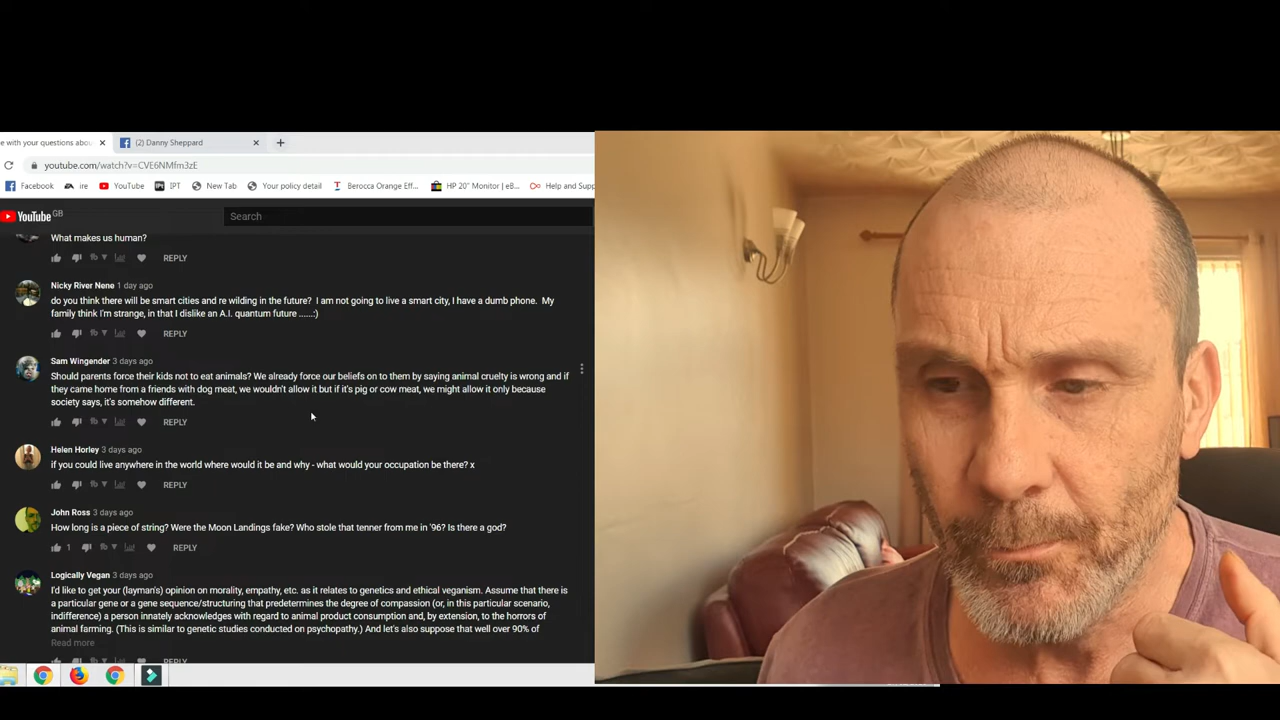 e with your questions abou
(2) Danny Sheppard
youtube.com/watch?v=CVE6NMfm3zE
Facebook ire YouTube IPT New Tab Your policy detail Berocca Orange Eff... HP 20" Monitor | eB... Help and Supp
YouTube GB
Search
What makes us human?
REPLY
Nicky River Nene 1 day ago
do you think there will be smart cities and re wilding in the future? I am not going to live a smart city, I have a dumb phone. My
family think I'm strange, in that I dislike an A.I. quantum future ......:)
REPLY
Sam Wingender 3 days ago
Should parents force their kids not to eat animals? We already force our beliefs on to them by saying animal cruelty is wrong and if
they came home from a friends with dog meat, we wouldn't allow it but if it's pig or cow meat, we might allow it only because
society says, it's somehow different.
REPLY
Helen Horley 3 days ago
if you could live anywhere in the world where would it be and why - what would your occupation be there? x
REPLY
John Ross 3 days ago
How long is a piece of string? Were the Moon Landings fake? Who stole that tenner from me in '96? Is there a god?
1 REPLY
Logically Vegan 3 days ago
I'd like to get your (layman's) opinion on morality, empathy, etc. as it relates to genetics and ethical veganism. Assume that there is
a particular gene or a gene sequence/structuring that predetermines the degree of compassion (or, in this particular scenario,
indifference) a person innately acknowledges with regard to animal product consumption and, by extension, to the horrors of
animal farming. (This is similar to genetic studies conducted on psychopathy.) And let's also suppose that well over 90% of
Read more
REPLY